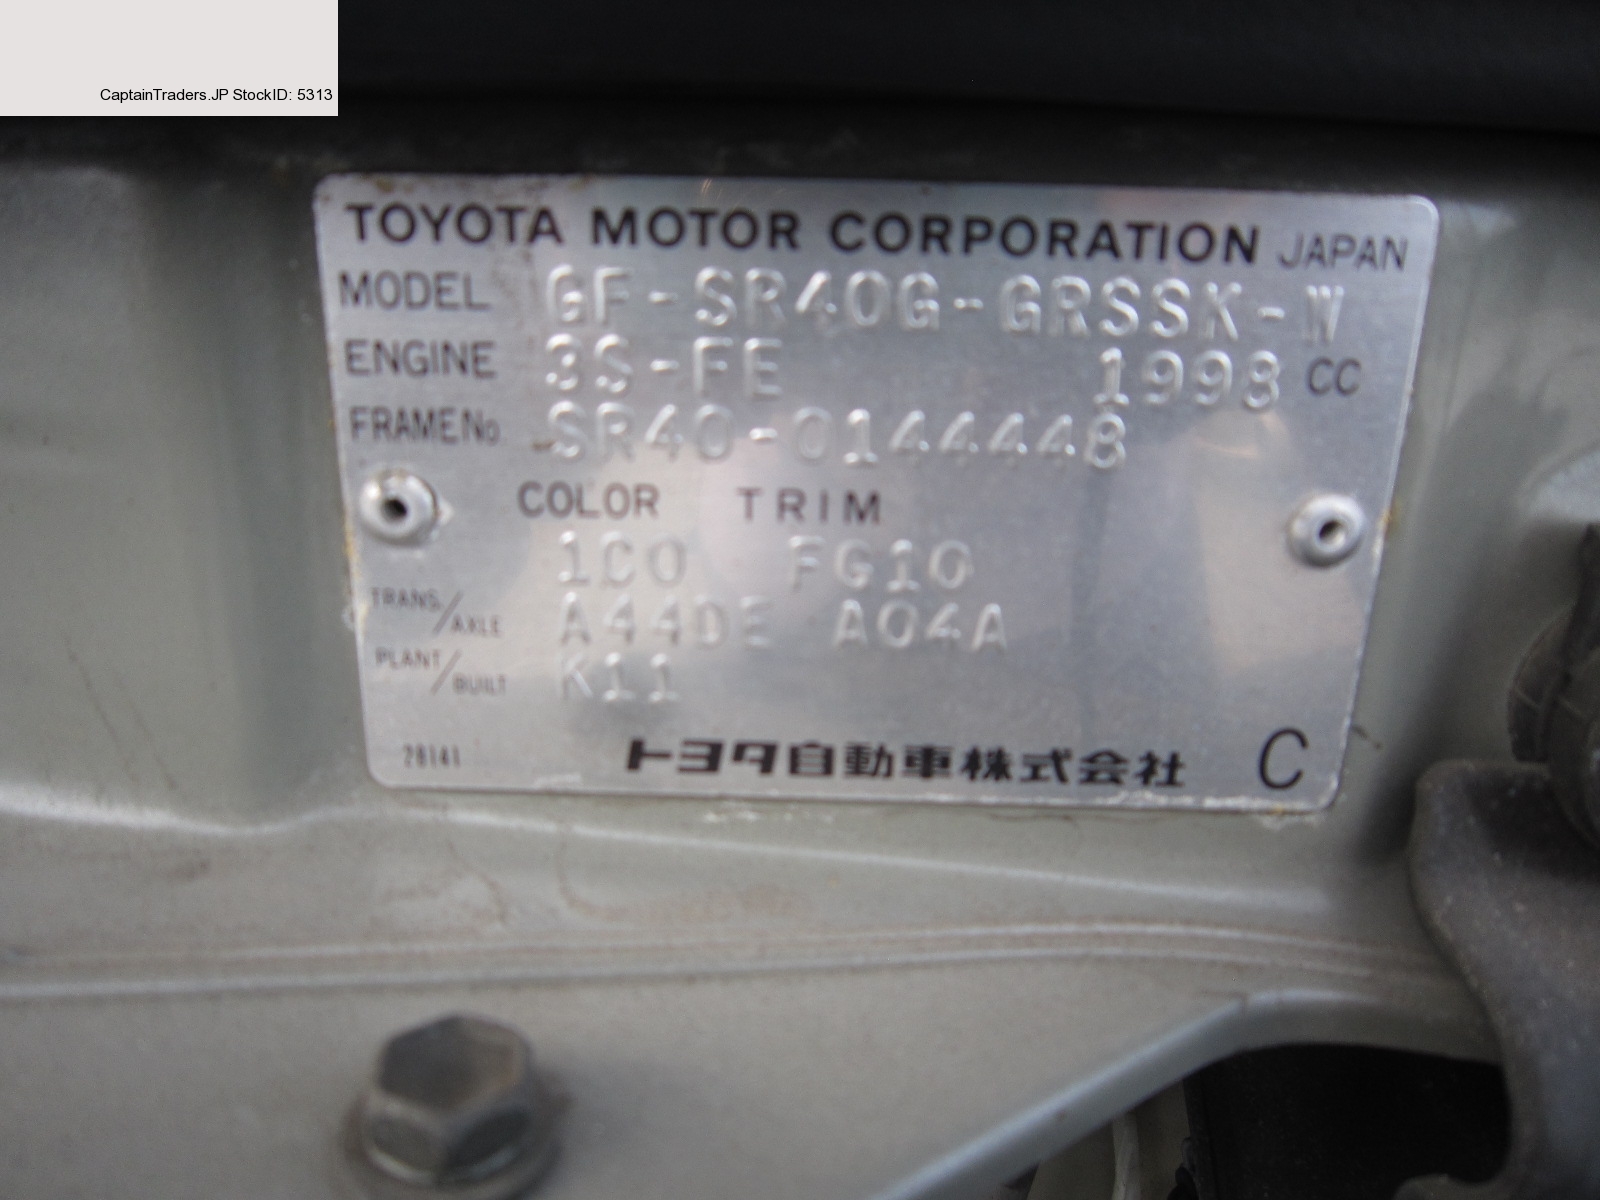 CaptainTraders.JP StockID: 5313
TOYOTA MOTOR CORPORATION JAPAN
MODEL GF-SR40G-GRSSK-W
ENGINE 3S-FE 1998 CC
FRAME No. SR40-0144448
COLOR TRIM
1C0 FG10
TRANS/AXLE A44DE A04A
PLANT/BUILT K11
28141 トヨタ自動車株式会社 C